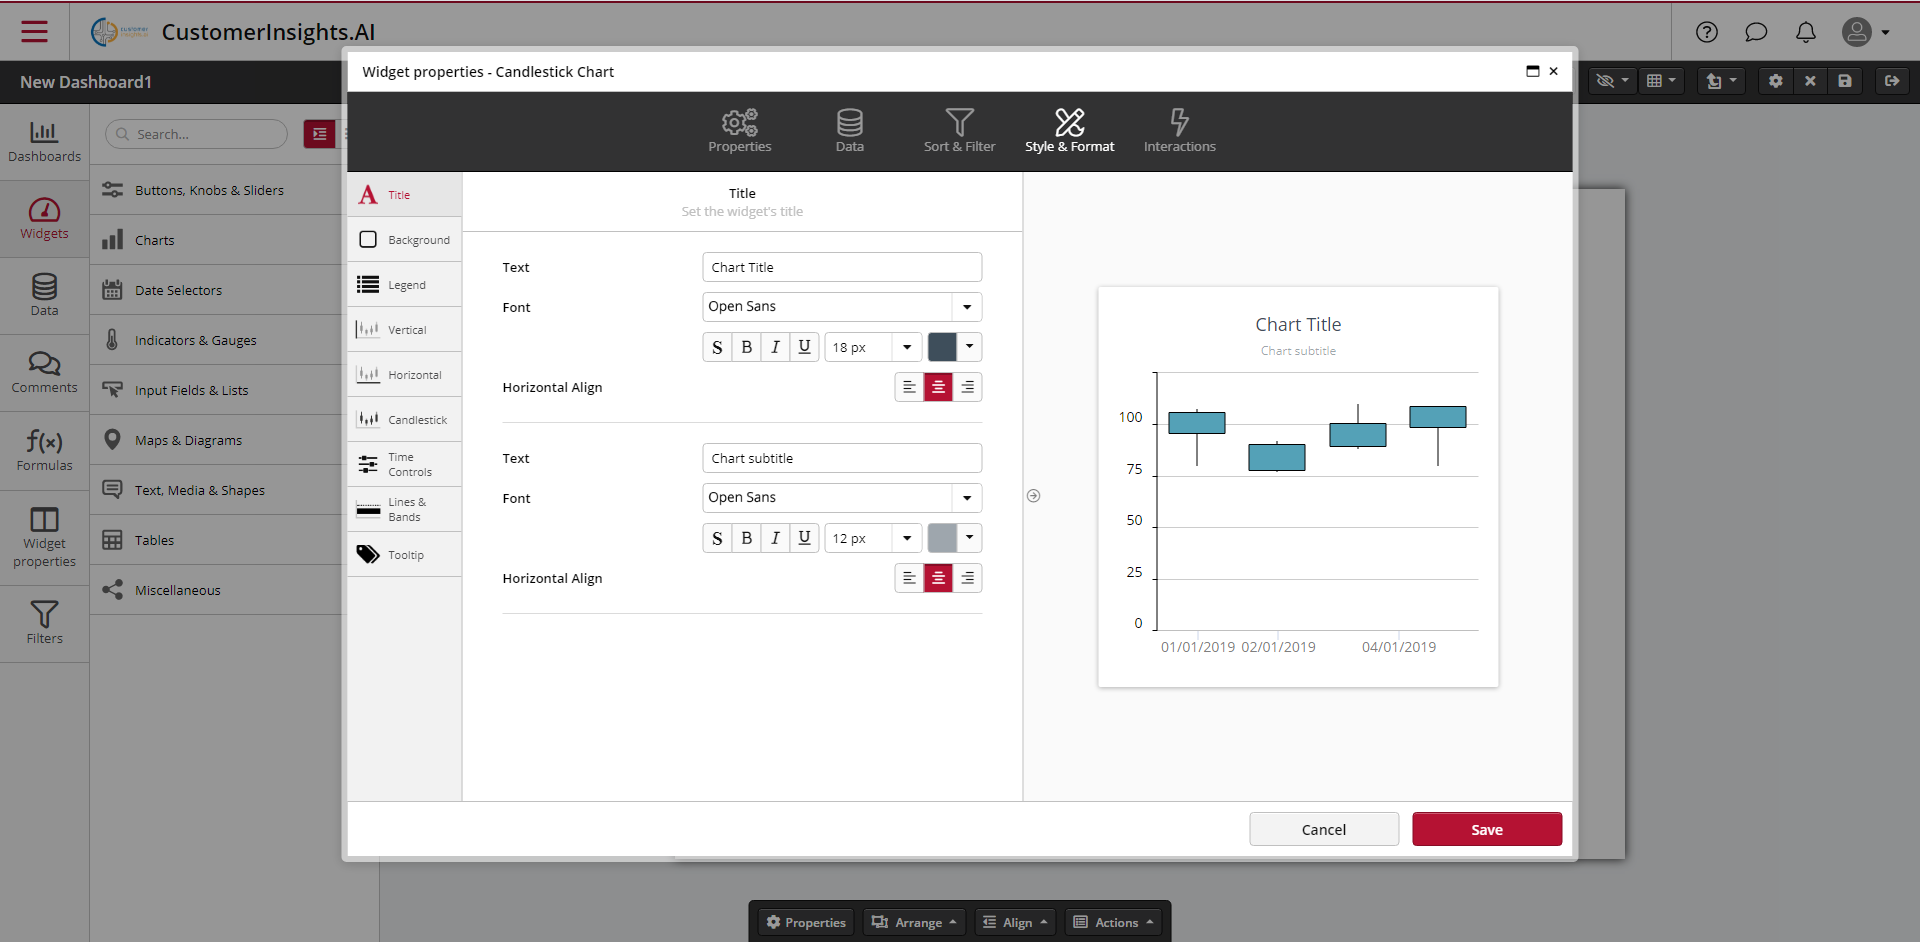 CustomerInsights.AI
New Dashboard1
Widget properties - Candlestick Chart
Properties
Data
Sort & Filter
Style & Format
Interactions
Dashboards
Widgets
Data
Comments
f(x)
Formulas
Widget
properties
Filters
Search...
Buttons, Knobs & Sliders
Charts
Date Selectors
Indicators & Gauges
Input Fields & Lists
Maps & Diagrams
Text, Media & Shapes
Tables
Miscellaneous
A Title
Background
Legend
Vertical
Horizontal
Candlestick
Time
Controls
Lines &
Bands
Tooltip
Title
Set the widget's title
Text
Chart Title
Font
Open Sans
S B I U 18 px
Horizontal Align
Text
Chart subtitle
Font
Open Sans
S B I U 12 px
Horizontal Align
Chart Title
Chart subtitle
100
75
50
25
0
01/01/2019 02/01/2019 04/01/2019
Cancel
Save
Properties
Arrange
Align
Actions